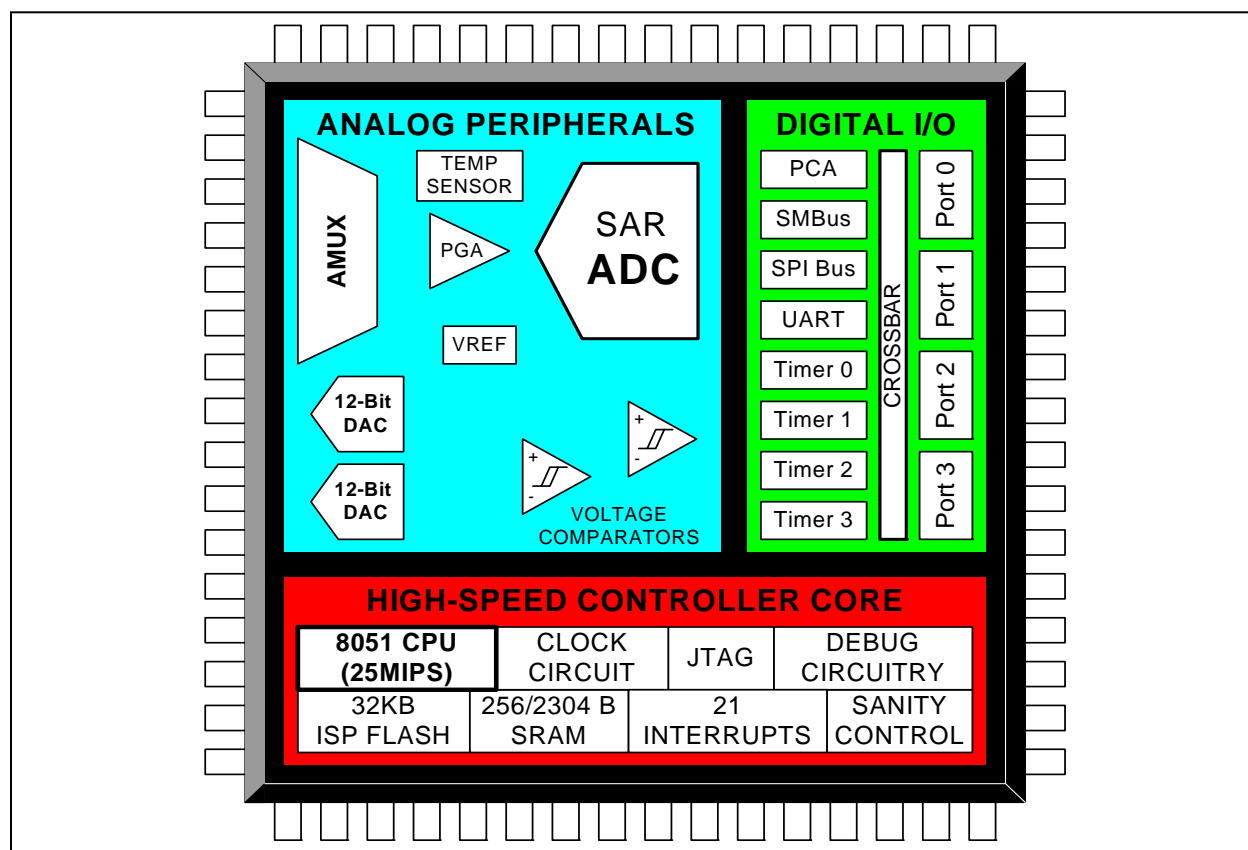 ANALOG PERIPHERALS
AMUX
TEMP
SENSOR
PGA
SAR
ADC
VREF
12-Bit
DAC
12-Bit
DAC
+
-
+
-
VOLTAGE
COMPARATORS
DIGITAL I/O
PCA
SMBus
SPI Bus
UART
Timer 0
Timer 1
Timer 2
Timer 3
CROSSBAR
Port 0
Port 1
Port 2
Port 3
HIGH-SPEED CONTROLLER CORE
8051 CPU
(25MIPS)
CLOCK
CIRCUIT
JTAG
DEBUG
CIRCUITRY
32KB
ISP FLASH
256/2304 B
SRAM
21
INTERRUPTS
SANITY
CONTROL